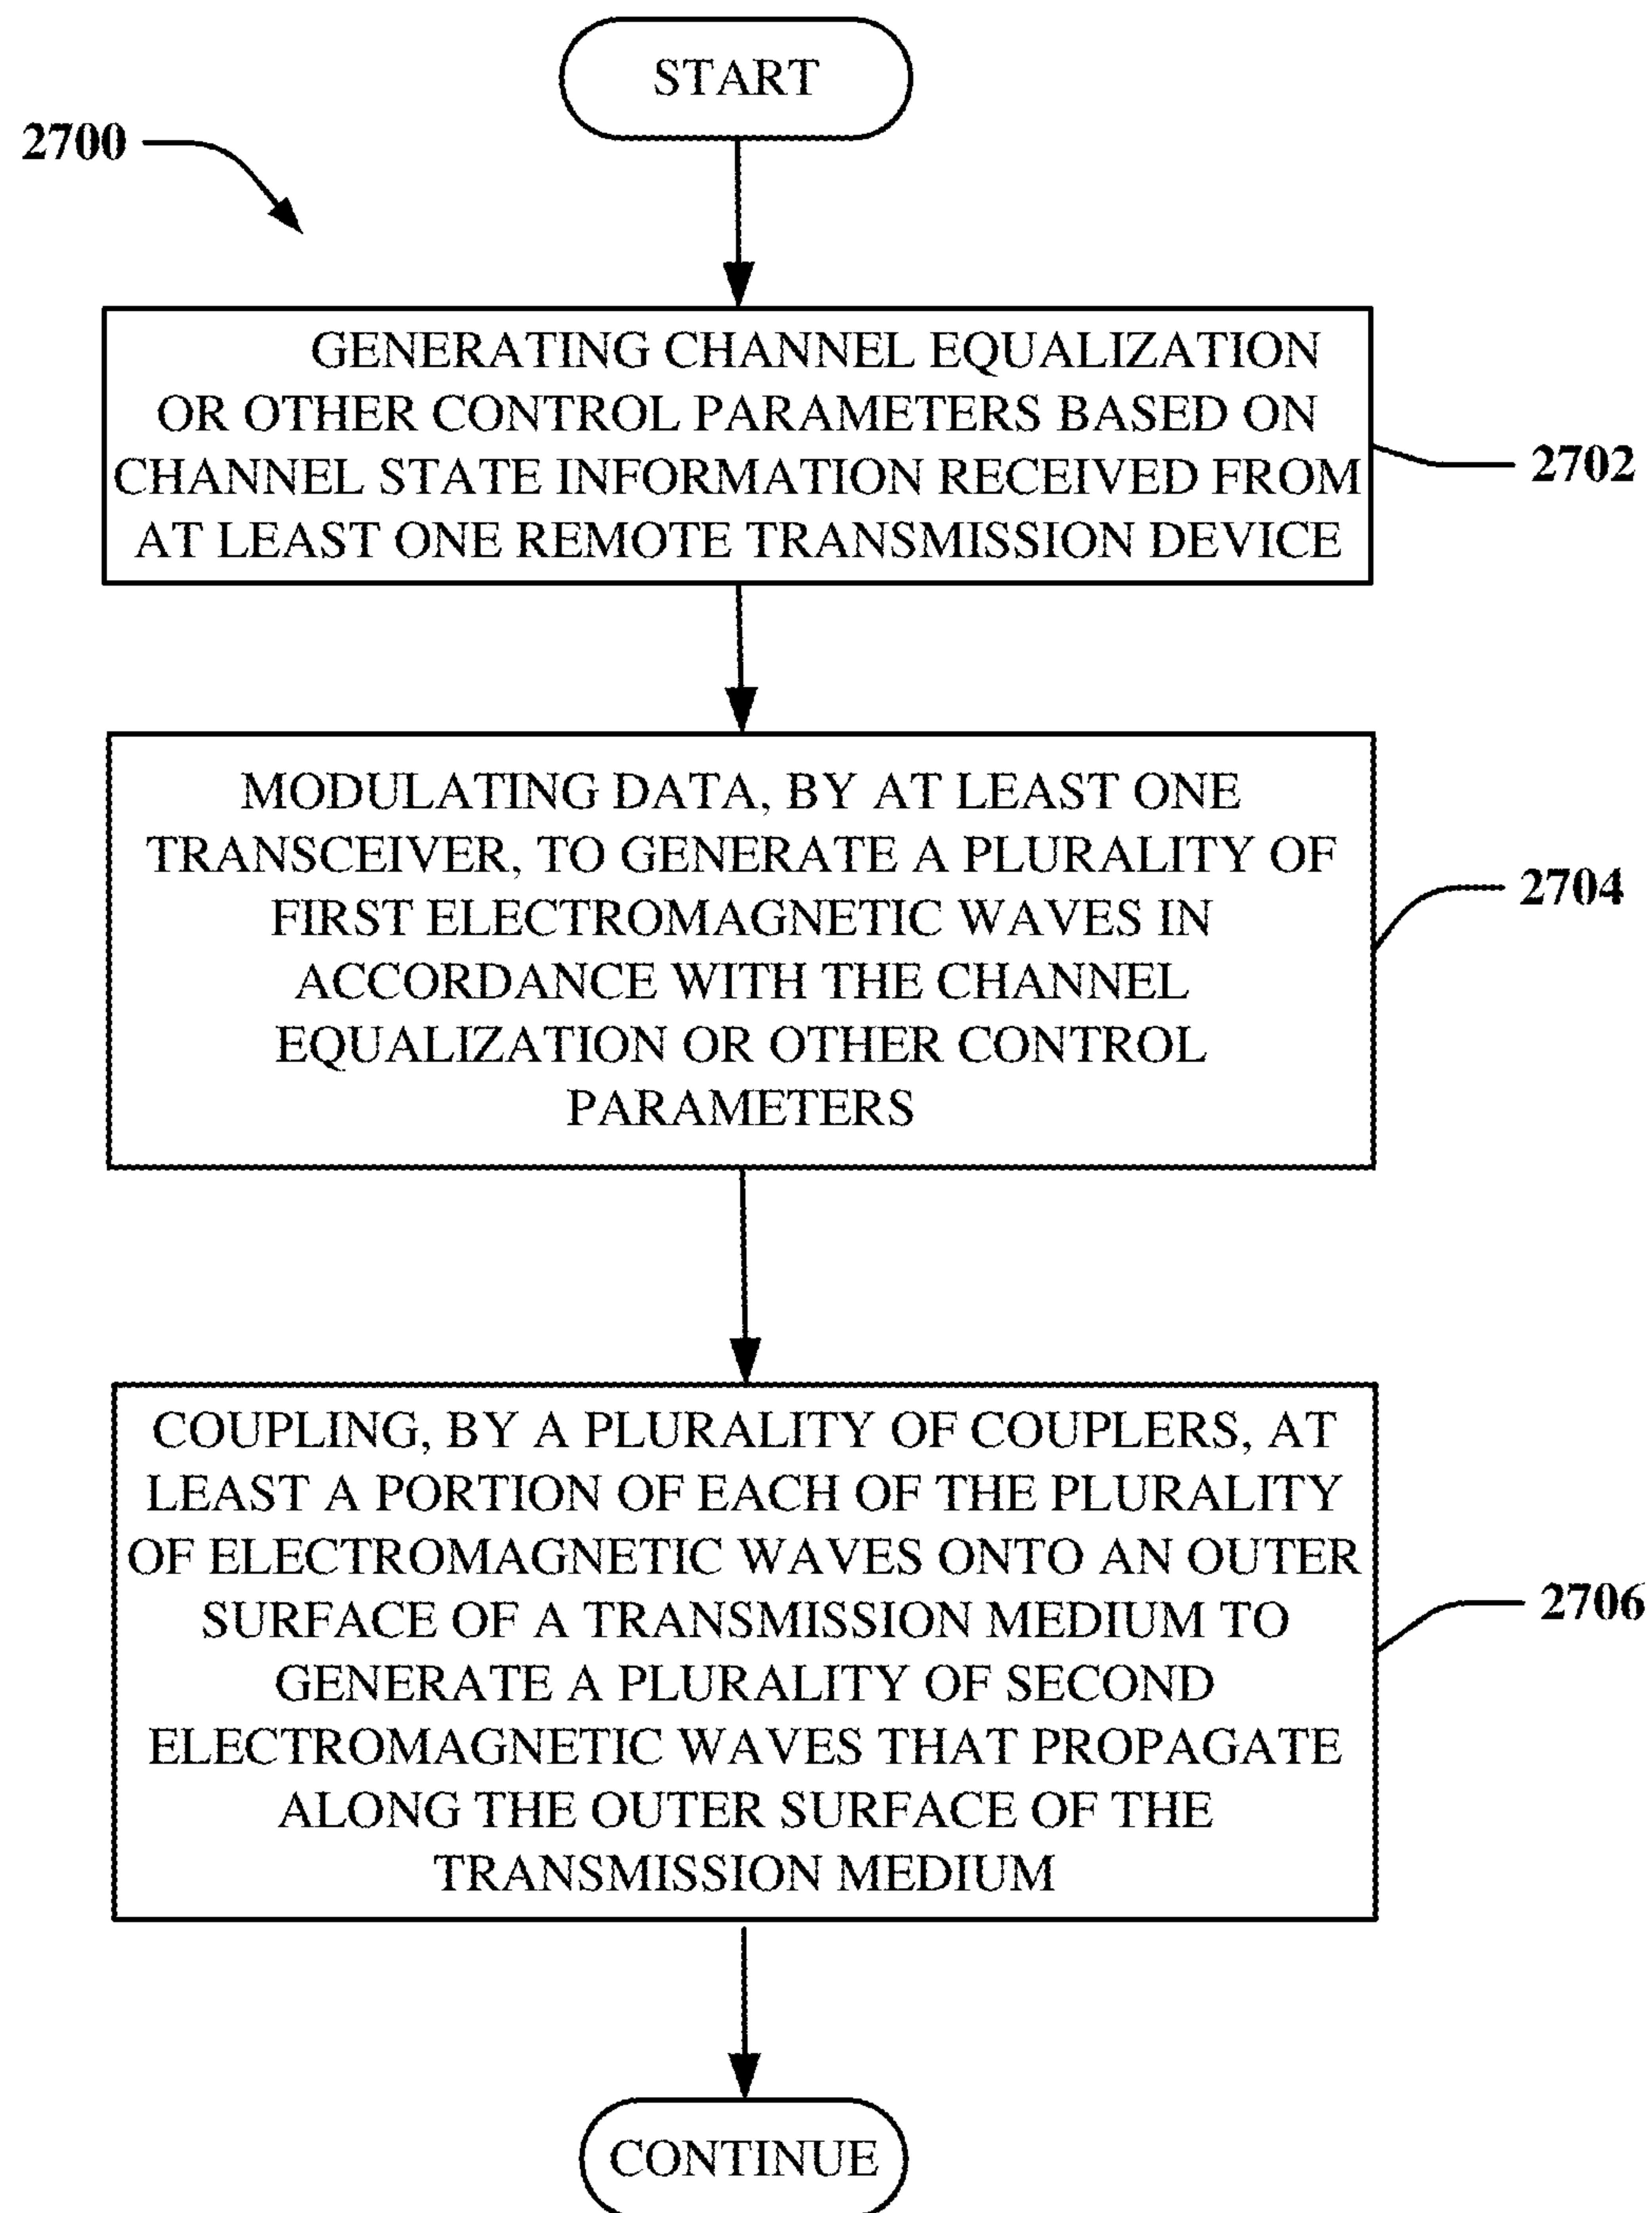 START
2700
GENERATING CHANNEL EQUALIZATION
OR OTHER CONTROL PARAMETERS BASED ON
CHANNEL STATE INFORMATION RECEIVED FROM
AT LEAST ONE REMOTE TRANSMISSION DEVICE
2702
MODULATING DATA, BY AT LEAST ONE
TRANSCEIVER, TO GENERATE A PLURALITY OF
FIRST ELECTROMAGNETIC WAVES IN
ACCORDANCE WITH THE CHANNEL
EQUALIZATION OR OTHER CONTROL
PARAMETERS
2704
COUPLING, BY A PLURALITY OF COUPLERS, AT
LEAST A PORTION OF EACH OF THE PLURALITY
OF ELECTROMAGNETIC WAVES ONTO AN OUTER
SURFACE OF A TRANSMISSION MEDIUM TO
GENERATE A PLURALITY OF SECOND
ELECTROMAGNETIC WAVES THAT PROPAGATE
ALONG THE OUTER SURFACE OF THE
TRANSMISSION MEDIUM
2706
CONTINUE